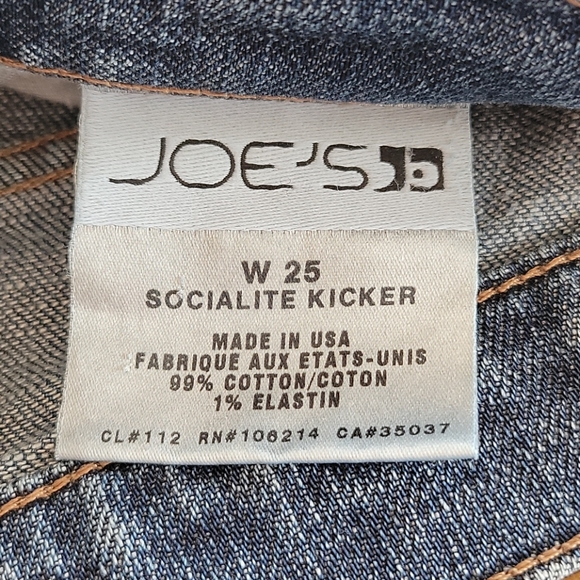 JOE'S
W 25
SOCIALITE KICKER
MADE IN USA
FABRIQUE AUX ETATS-UNIS
99% COTTON/COTON
1% ELASTIN
CL#112 RN#106214 CA#35037